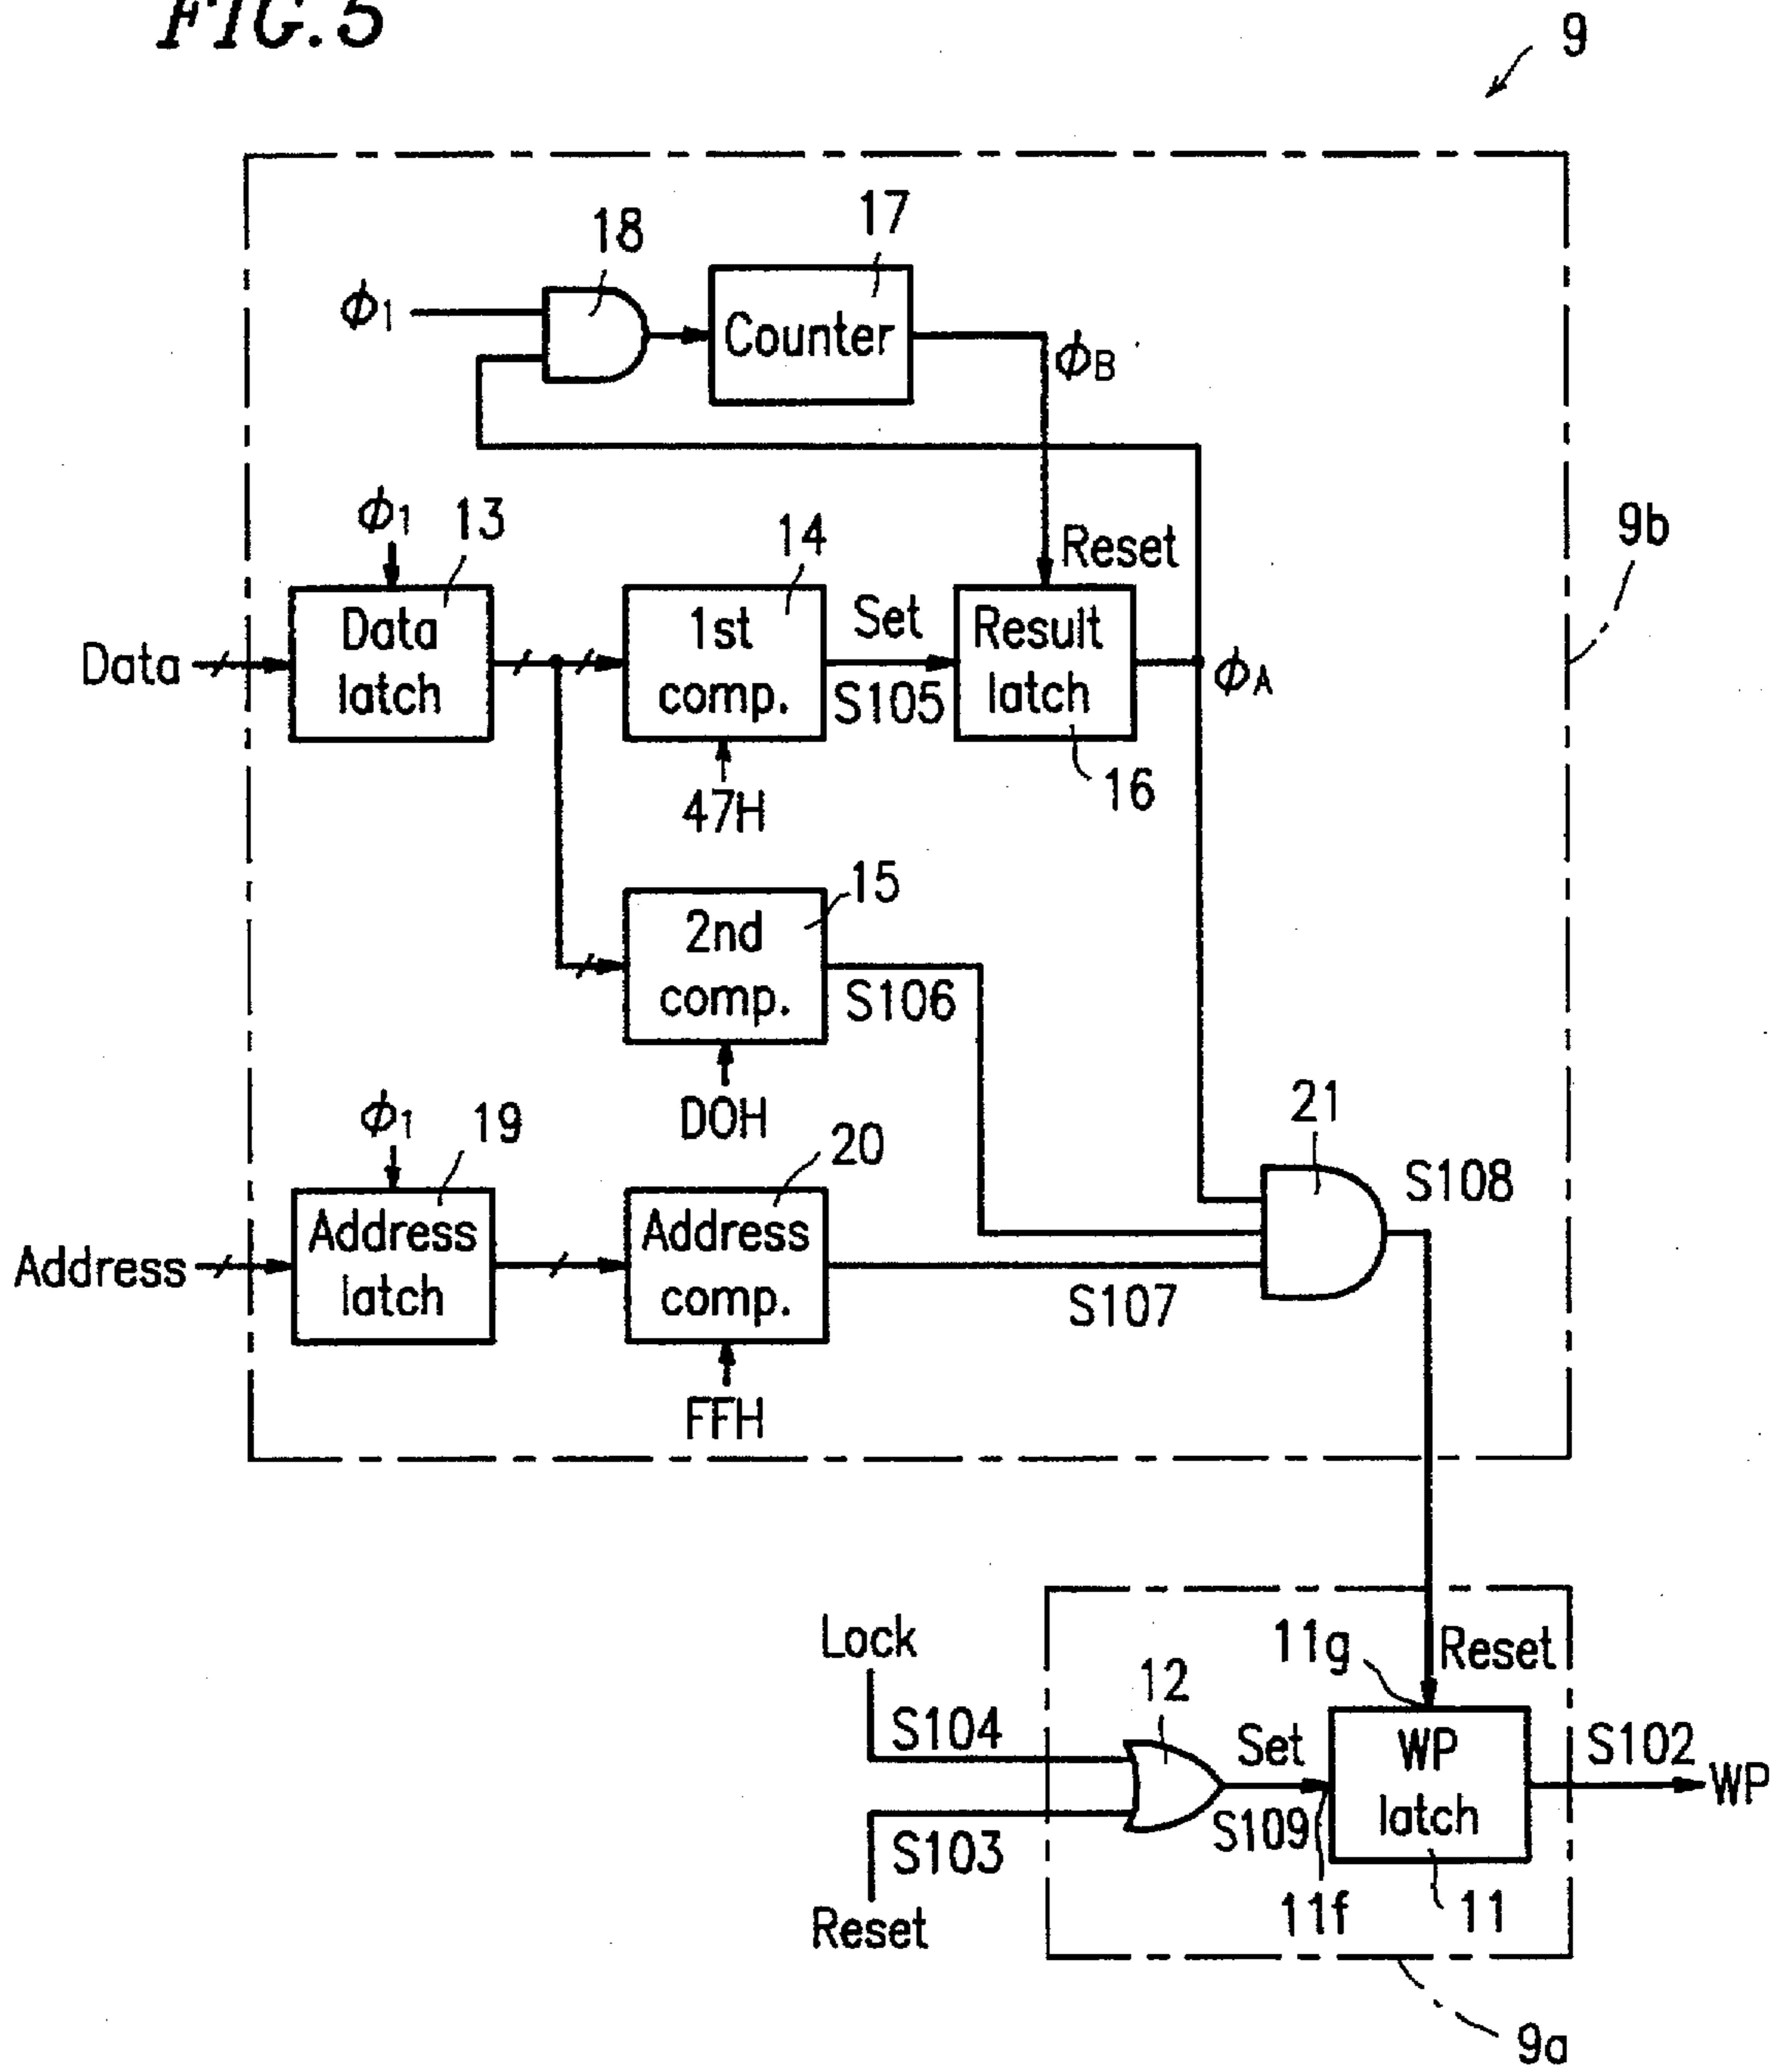 FIG. 5
9
17
18
ϕ1
Counter
ϕB
ϕ1
13
14
Reset
9b
Data
Data
latch
1st
comp.
Set
S105
Result
latch
ϕA
16
47H
15
2nd
comp.
S106
D0H
ϕ1
19
20
21
S108
Address
Address
latch
Address
comp.
S107
FFH
Lock
11g
Reset
12
S104
Set
WP
latch
S102
WP
S109
S103
11f
11
Reset
9a